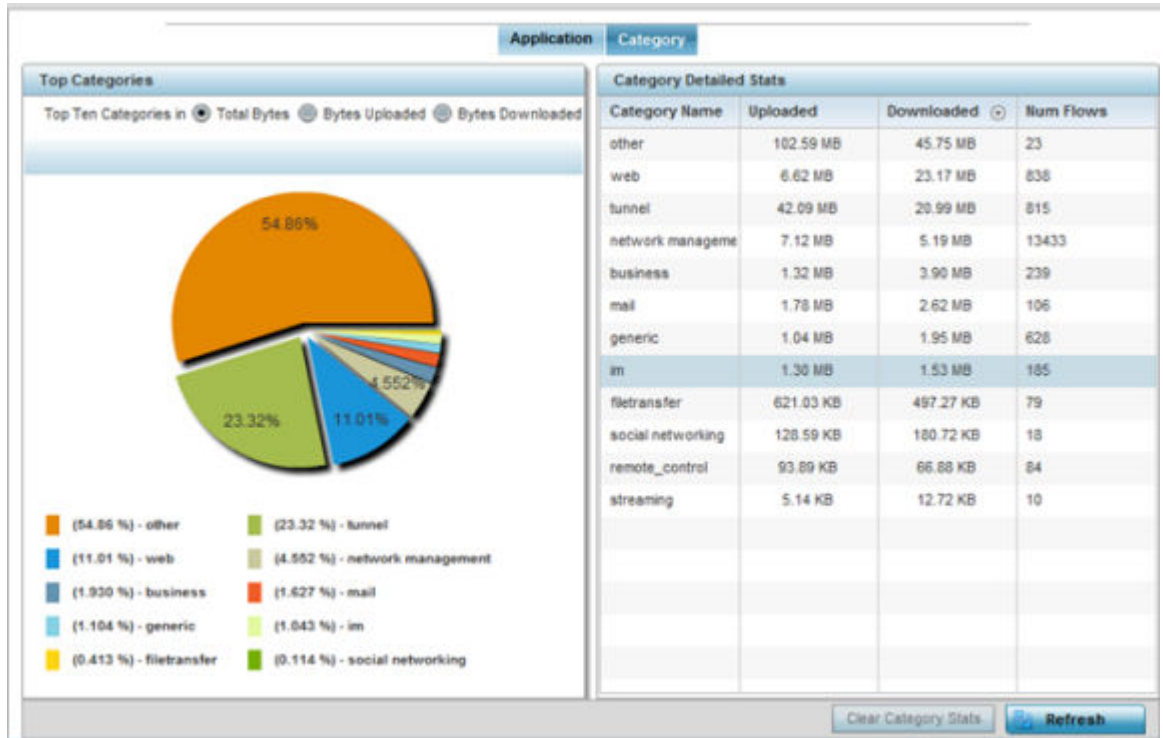 Application Category
Top Categories
Top Ten Categories in Total Bytes Bytes Uploaded Bytes Downloaded
54.86%
4.552%
23.32% 11.01%
(54.86 %) - other (23.32 %) - tunnel
(11.01 %) - web (4.552 %) - network management
(1.930 %) - business (1.627 %) - mail
(1.104 %) - generic (1.043 %) - im
(0.413 %) - filetransfer (0.114 %) - social networking
Category Detailed Stats
Category Name Uploaded Downloaded Num Flows
other 102.59 MB 45.75 MB 23
web 6.62 MB 23.17 MB 838
tunnel 42.09 MB 20.99 MB 815
network manageme 7.12 MB 5.19 MB 13433
business 1.32 MB 3.90 MB 239
mail 1.78 MB 2.62 MB 106
generic 1.04 MB 1.95 MB 628
im 1.30 MB 1.53 MB 185
filetransfer 621.03 KB 497.27 KB 79
social networking 128.59 KB 180.72 KB 18
remote_control 93.89 KB 66.88 KB 84
streaming 5.14 KB 12.72 KB 10
Clear Category Stats Refresh